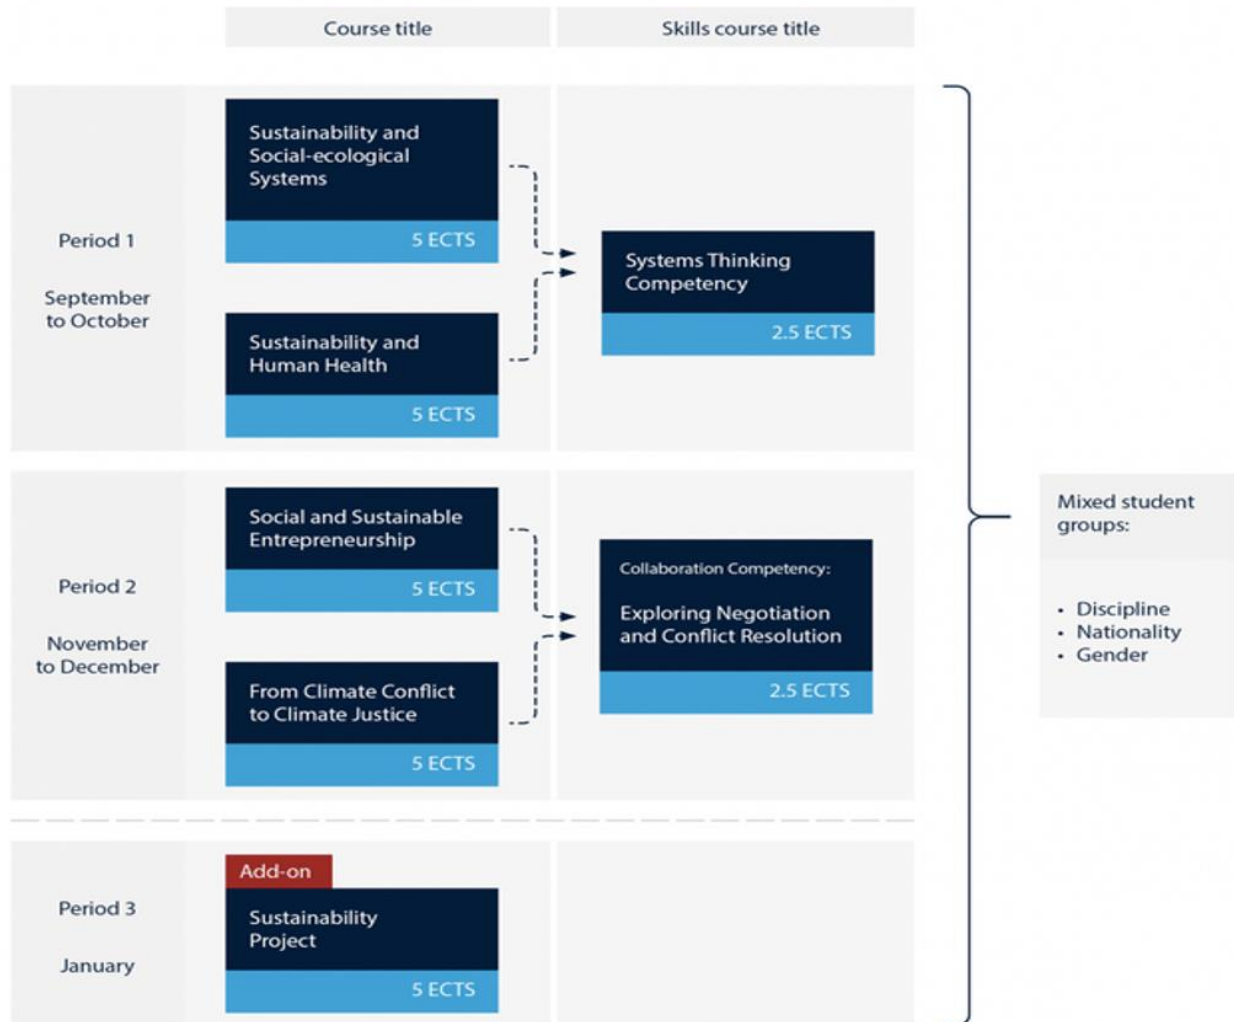 Course title
Skills course title
Period 1
September
to October
Sustainability and
Social-ecological
Systems
5 ECTS
Sustainability and
Human Health
5 ECTS
Systems Thinking
Competency
2.5 ECTS
Period 2
November
to December
Social and Sustainable
Entrepreneurship
5 ECTS
From Climate Conflict
to Climate Justice
5 ECTS
Collaboration Competency:
Exploring Negotiation
and Conflict Resolution
2.5 ECTS
Period 3
January
Add-on
Sustainability
Project
5 ECTS
Mixed student
groups:
• Discipline
• Nationality
• Gender